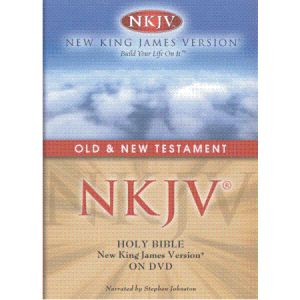 NKJV
NEW KING JAMES VERSION
Build Your Life On It.™
OLD & NEW TESTAMENT
NKJV®
HOLY BIBLE
New King James Version®
ON DVD
Narrated by Stephen Johnston